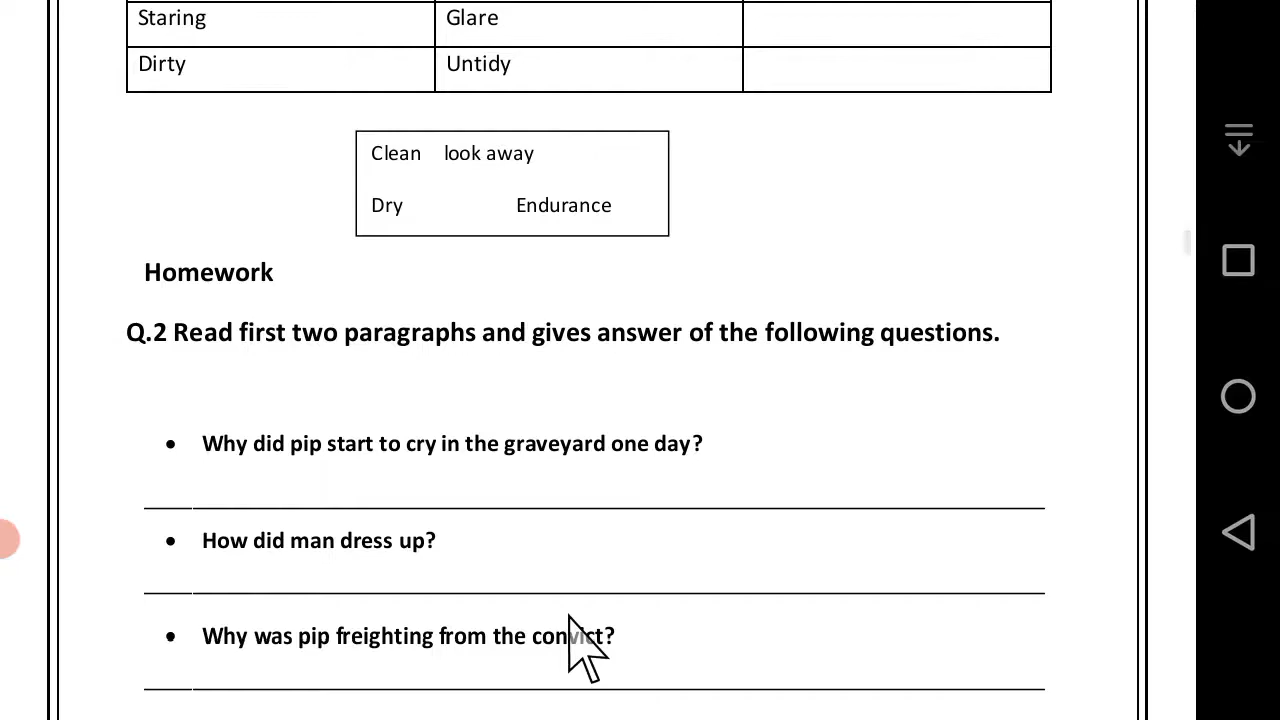 Staring Glare
Dirty Untidy
Clean look away
Dry Endurance
Homework
Q.2 Read first two paragraphs and gives answer of the following questions.
• Why did pip start to cry in the graveyard one day?
• How did man dress up?
• Why was pip freighting from the convict?